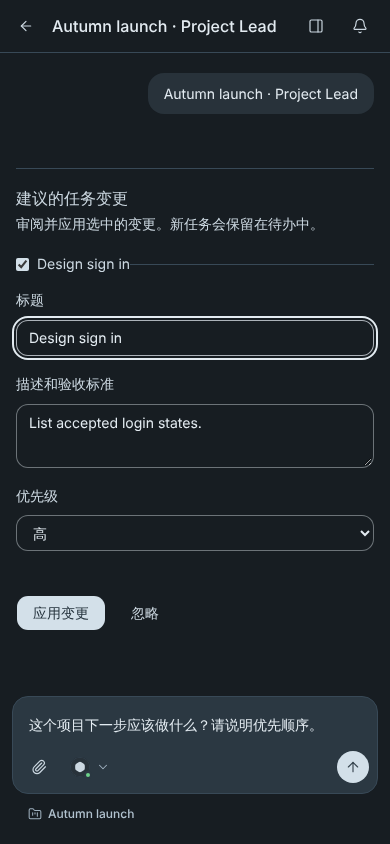 Autumn launch · Project Lead
Autumn launch · Project Lead
建议的任务变更
审阅并应用选中的变更。新任务会保留在待办中。
Design sign in
标题
Design sign in
描述和验收标准
List accepted login states.
优先级
高
应用变更
忽略
这个项目下一步应该做什么？请说明优先顺序。
Autumn launch